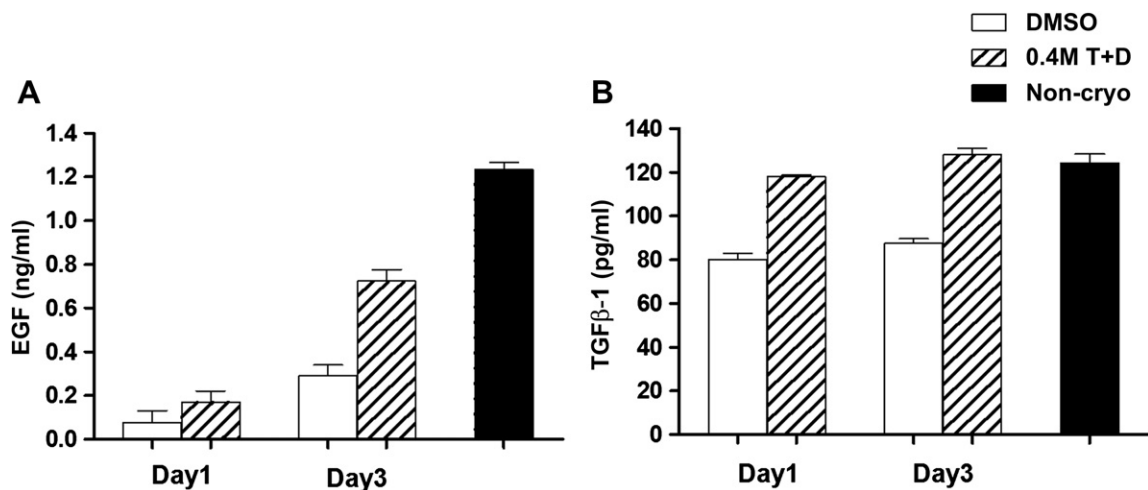 DMSO
0.4M T+D
Non-cryo
A
1.4
1.2
1.0
0.8
0.6
0.4
0.2
0.0
EGF (ng/ml)
Day1 Day3
B
140
120
100
80
60
40
20
0
TGFβ-1 (pg/ml)
Day1 Day3